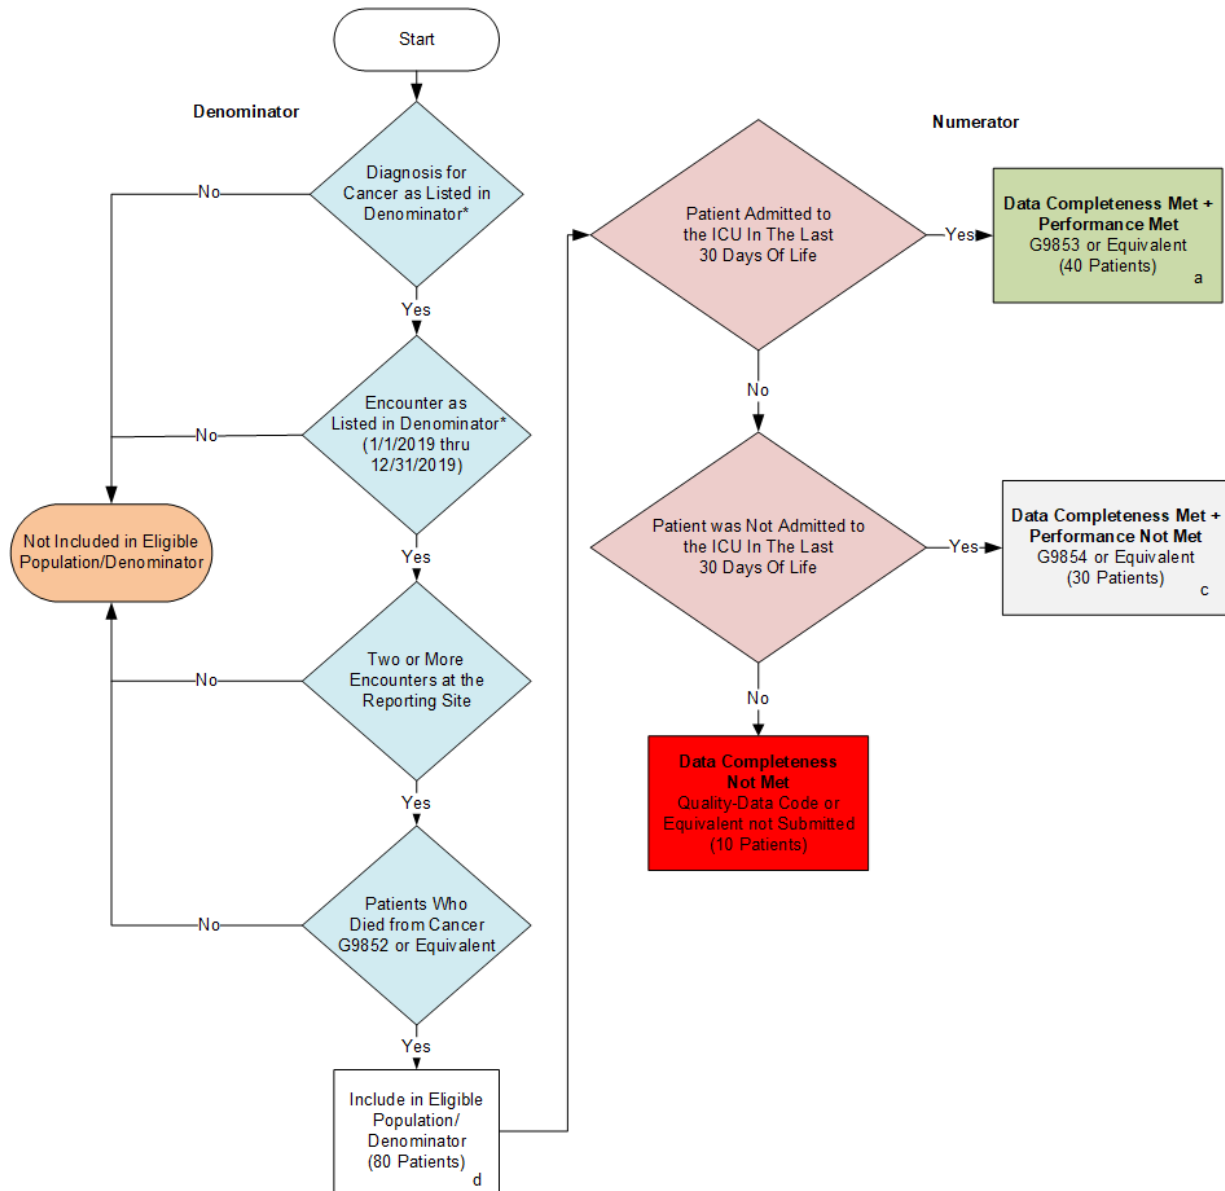 Start
Denominator
Diagnosis for
Cancer as Listed in
Denominator*
No
Yes
Encounter as
Listed in Denominator*
(1/1/2019 thru
12/31/2019)
No
Yes
Not Included in Eligible
Population/Denominator
Two or More
Encounters at the
Reporting Site
No
Yes
Patients Who
Died from Cancer
G9852 or Equivalent
No
Yes
Include in Eligible
Population/
Denominator
(80 Patients)
d
Numerator
Patient Admitted to
the ICU In The Last
30 Days Of Life
Yes
Data Completeness Met +
Performance Met
G9853 or Equivalent
(40 Patients)
a
No
Patient was Not Admitted to
the ICU In The Last
30 Days Of Life
Yes
Data Completeness Met +
Performance Not Met
G9854 or Equivalent
(30 Patients)
c
No
Data Completeness
Not Met
Quality-Data Code or
Equivalent not Submitted
(10 Patients)